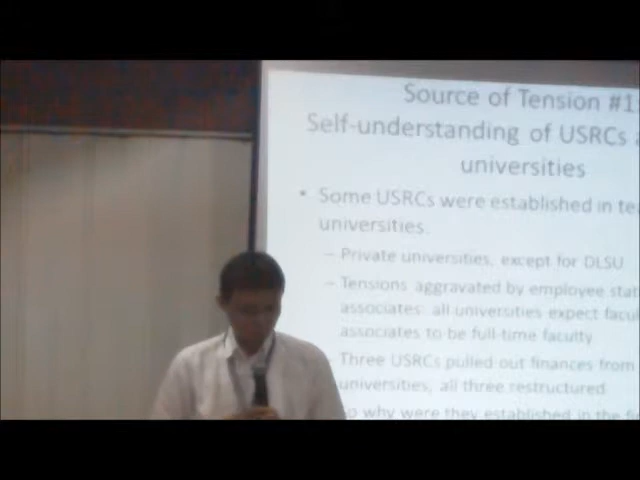 Source of Tension #1:
Self-understanding of USRCs
universities
• Some USRCs were established in
universities.
– Private universities, except for DLSU
– Tensions aggravated by employee
associates: all universities expect
associates to be full-time faculty
– Three USRCs pulled out finances from
universities, all three restructured
why were they established in the